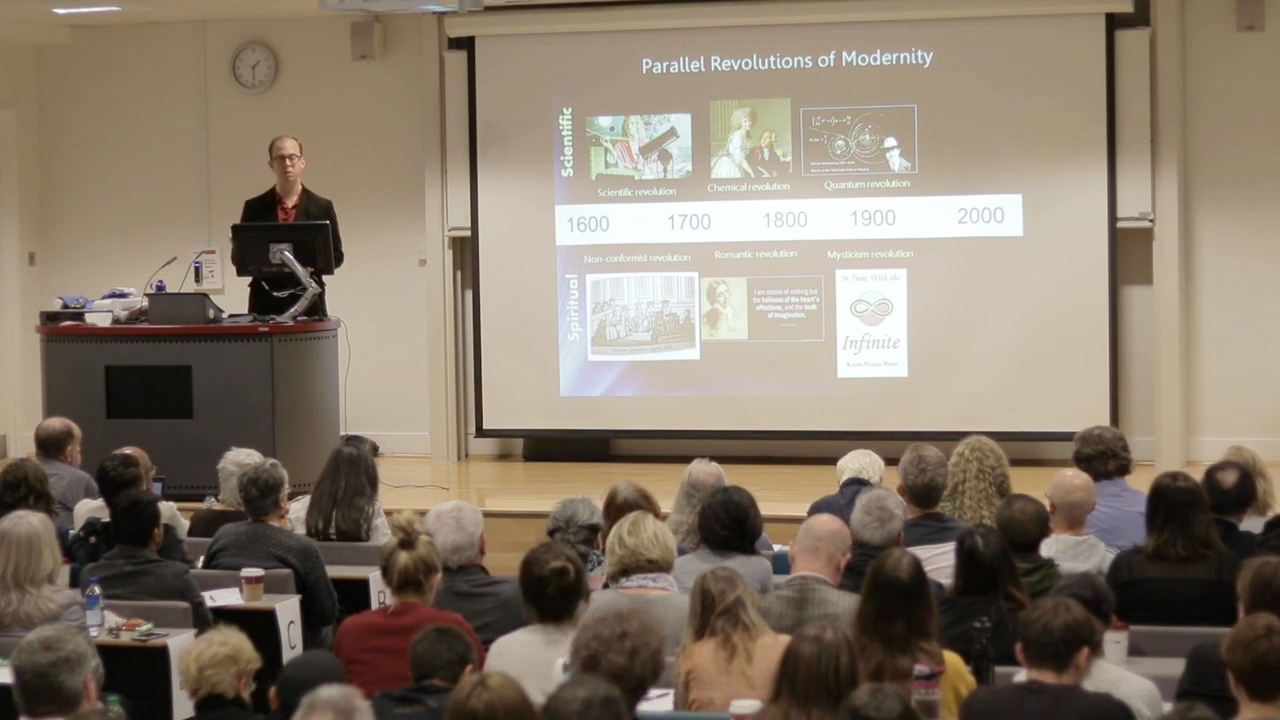 Parallel Revolutions of Modernity
Scientific
Scientific revolution
Chemical revolution
Quantum revolution
1600 1700 1800 1900 2000
Non-conformist revolution
Romantic revolution
Mysticism revolution
Spiritual
I am certain of nothing but
the holiness of the heart's
affections, and the truth
of imagination.
In Tune With the
Infinite
C
B